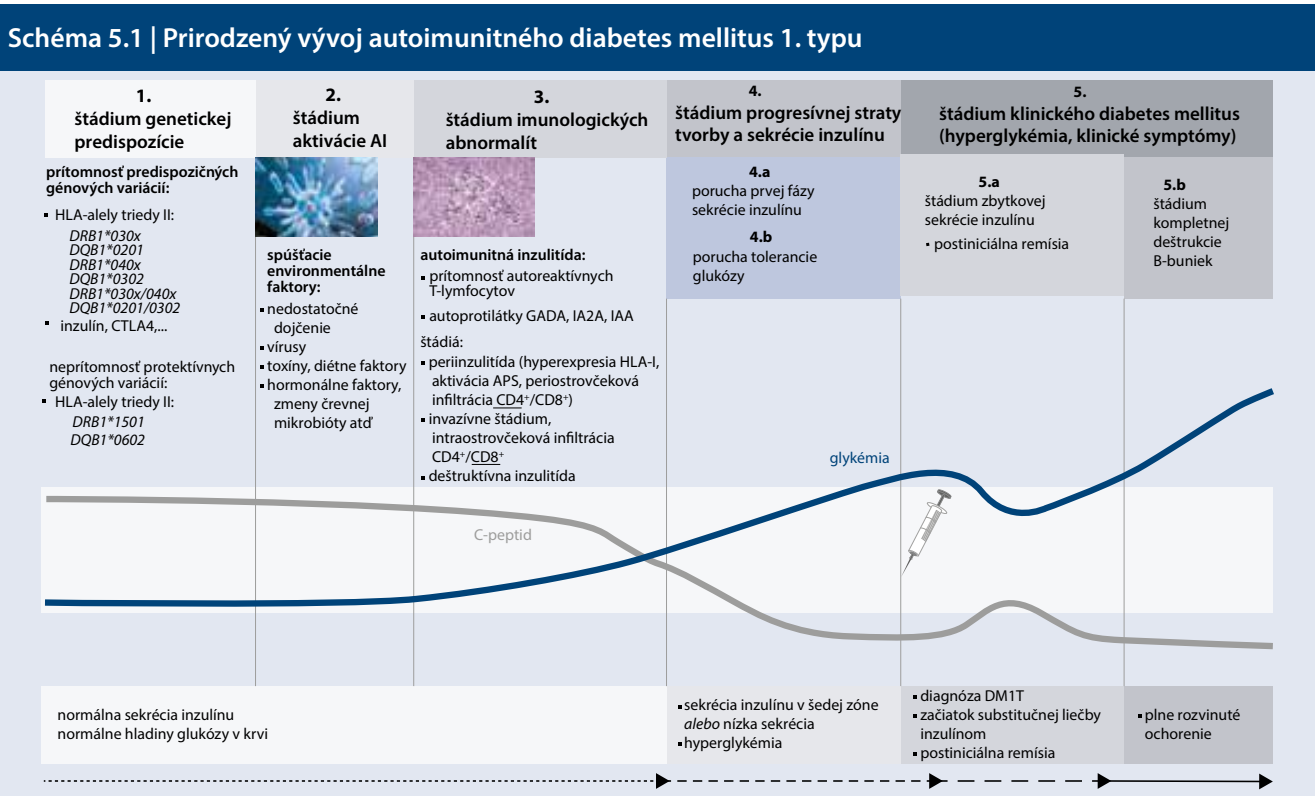 Schéma 5.1 | Prirodzený vývoj autoimunitného diabetes mellitus 1. typu
1.
štádium genetickej
predispozície
prítomnosť predispozičných
génových variácií:
▪ HLA-alely triedy II:
DRB1*030x
DQB1*0201
DRB1*040x
DQB1*0302
DRB1*030x/040x
DQB1*0201/0302
▪ inzulín, CTLA4,...
neprítomnosť protektívnych
génových variácií:
▪ HLA-alely triedy II:
DRB1*1501
DQB1*0602
2.
štádium
aktivácie AI
spúšťacie
environmentálne
faktory:
▪ nedostatočné
dojčenie
▪ vírusy
▪ toxíny, diétne faktory
▪ hormonálne faktory,
zmeny črevnej
mikrobióty atď
3.
štádium imunologických
abnormalít
autoimunitná inzulitída:
▪ prítomnosť autoreaktívnych
T-lymfocytov
▪ autoprotilátky GADA, IA2A, IAA
štádiá:
▪ periinzulitída (hyperexpresia HLA-I,
aktivácia APS, periostrovčeková
infiltrácia CD4⁺/CD8⁺)
▪ invazívne štádium,
intraostrovčeková infiltrácia
CD4⁺/CD8⁺
▪ deštruktívna inzulitída
4.
štádium progresívnej straty
tvorby a sekrécie inzulínu
4.a
porucha prvej fázy
sekrécie inzulínu
4.b
porucha tolerancie
glukózy
5.
štádium klinického diabetes mellitus
(hyperglykémia, klinické symptómy)
5.a
štádium zbytkovej
sekrécie inzulínu
• postiniciálna remísia
5.b
štádium
kompletnej
deštrukcie
B-buniek
glykémia
C-peptid
normálna sekrécia inzulínu
normálne hladiny glukózy v krvi
▪ sekrécia inzulínu v šedej zóne
alebo nízka sekrécia
▪ hyperglykémia
▪ diagnóza DM1T
▪ začiatok substitučnej liečby
inzulínom
▪ postiniciálna remísia
▪ plne rozvinuté
ochorenie